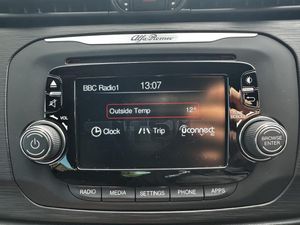 Alfa Romeo
BBC Radio1 13:07
Outside Temp 12°
Clock Trip uconnect
VOL
BROWSE
ENTER
RADIO MEDIA SETTINGS PHONE APPS